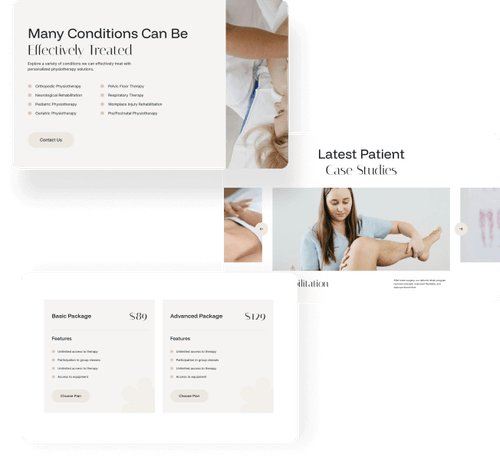 Many Conditions Can Be
Effectively Treated
Explore a variety of conditions we can effectively treat with
personalized physiotherapy solutions.
Orthopedic Physiotherapy
Pelvic Floor Therapy
Neurological Rehabilitation
Respiratory Therapy
Pediatric Physiotherapy
Workplace Injury Rehabilitation
Geriatric Physiotherapy
Pre/Postnatal Physiotherapy
Contact Us
Latest Patient
Case Studies
Basic Package
$89
Features
Unlimited access to therapy
Participation in group classes
Unlimited access to therapy
Access to equipment
Choose Plan
Advanced Package
$129
Features
Unlimited access to therapy
Participation in group classes
Unlimited access to therapy
Access to equipment
Choose Plan